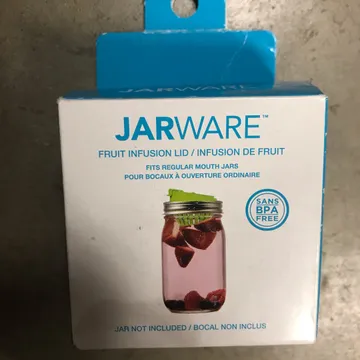 JARWARE™
FRUIT INFUSION LID / INFUSION DE FRUIT
FITS REGULAR MOUTH JARS
POUR BOCAUX À OUVERTURE ORDINAIRE
SANS
BPA
FREE
JAR NOT INCLUDED / BOCAL NON INCLUS